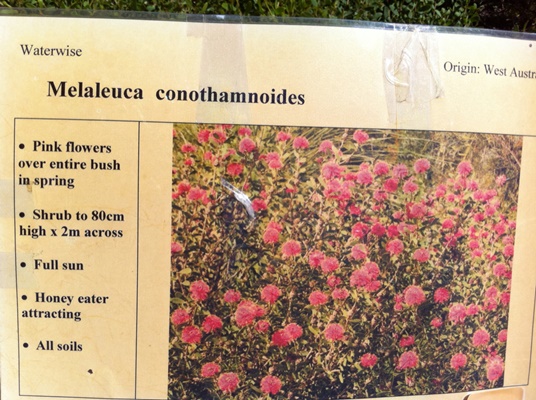 Waterwise
Origin: West Austra
Melaleuca conothamnoides
• Pink flowers
over entire bush
in spring
• Shrub to 80cm
high x 2m across
• Full sun
• Honey eater
attracting
• All soils